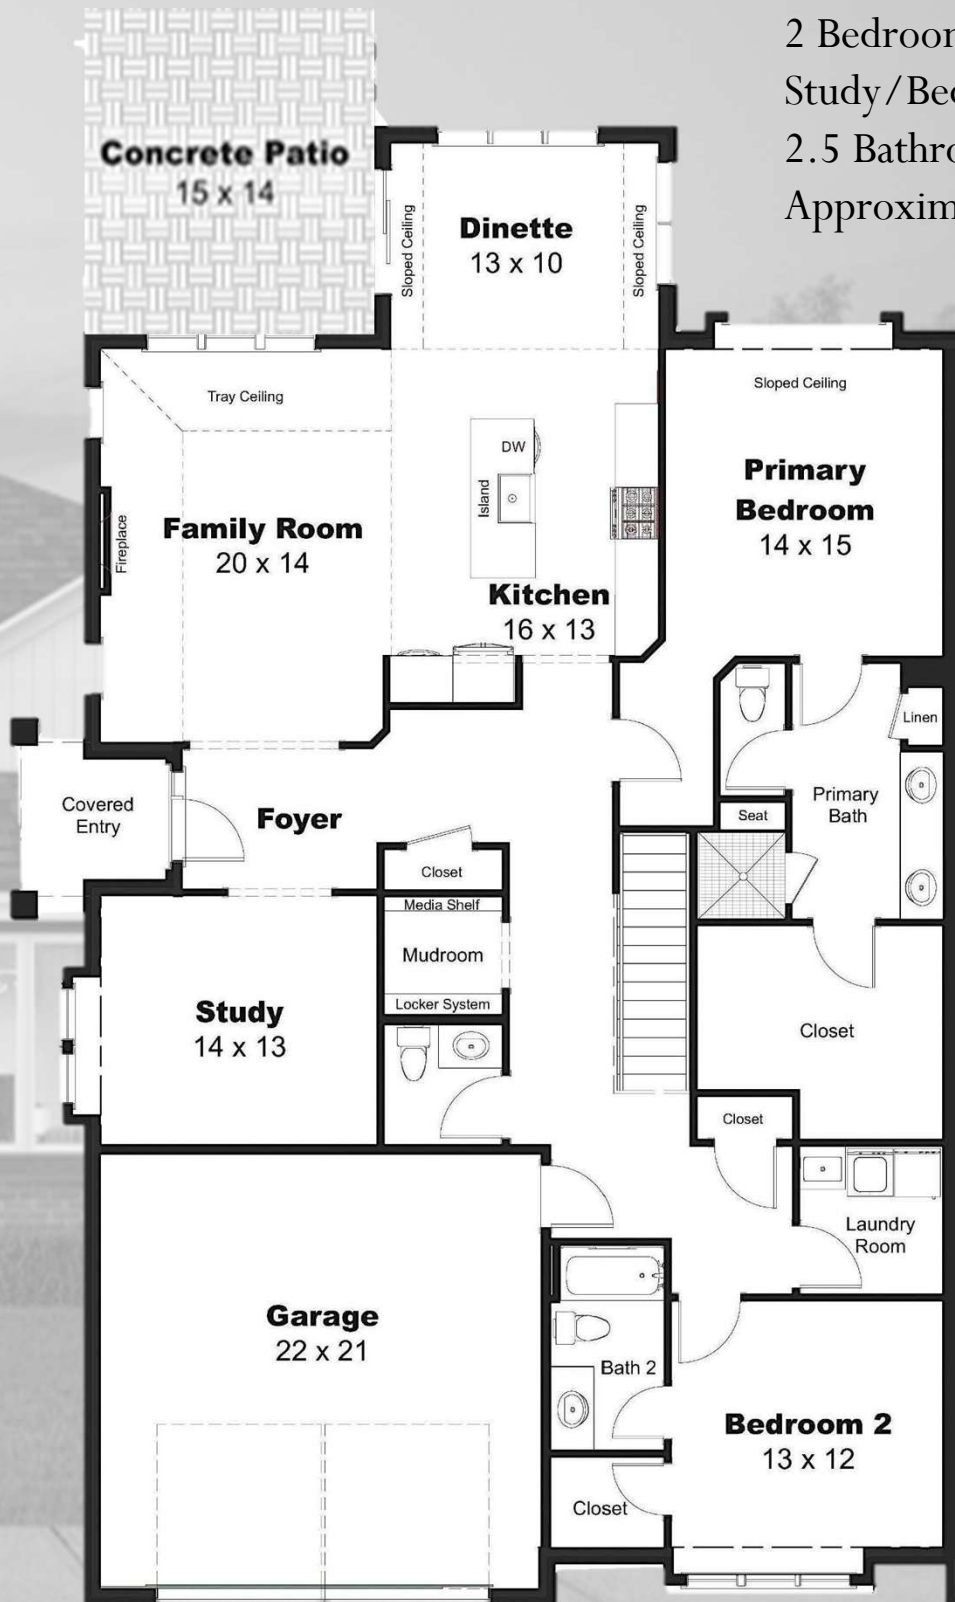 2 Bedroom
Study/Bed
2.5 Bathro
Approxim
Concrete Patio
15 x 14
Sloped Ceiling
Dinette
13 x 10
Sloped Ceiling
Tray Ceiling
Sloped Ceiling
DW
Island
Primary
Bedroom
14 x 15
Fireplace
Family Room
20 x 14
Kitchen
16 x 13
Linen
Covered
Entry
Foyer
Primary
Bath
Seat
Closet
Media Shelf
Mudroom
Locker System
Study
14 x 13
Closet
Closet
Laundry
Room
Garage
22 x 21
Bath 2
Bedroom 2
13 x 12
Closet